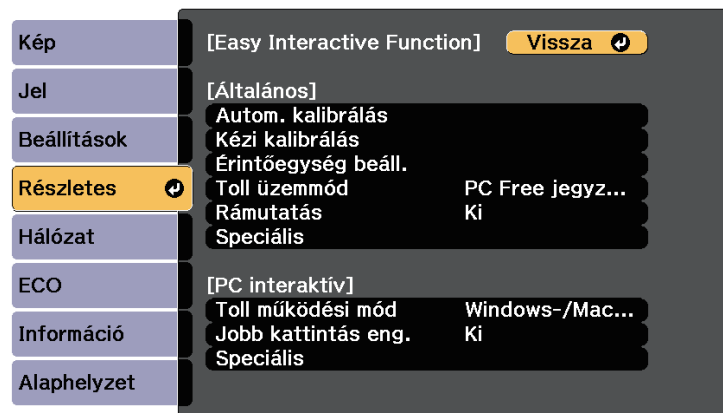 Kép
Jel
Beállítások
Részletes
Hálózat
ECO
Információ
Alaphelyzet
[Easy Interactive Function] Vissza
[Általános]
Autom. kalibrálás
Kézi kalibrálás
Érintőegység beáll.
Toll üzemmód PC Free jegyz...
Rámutatás Ki
Speciális
[PC interaktív]
Toll működési mód Windows-/Mac...
Jobb kattintás eng. Ki
Speciális